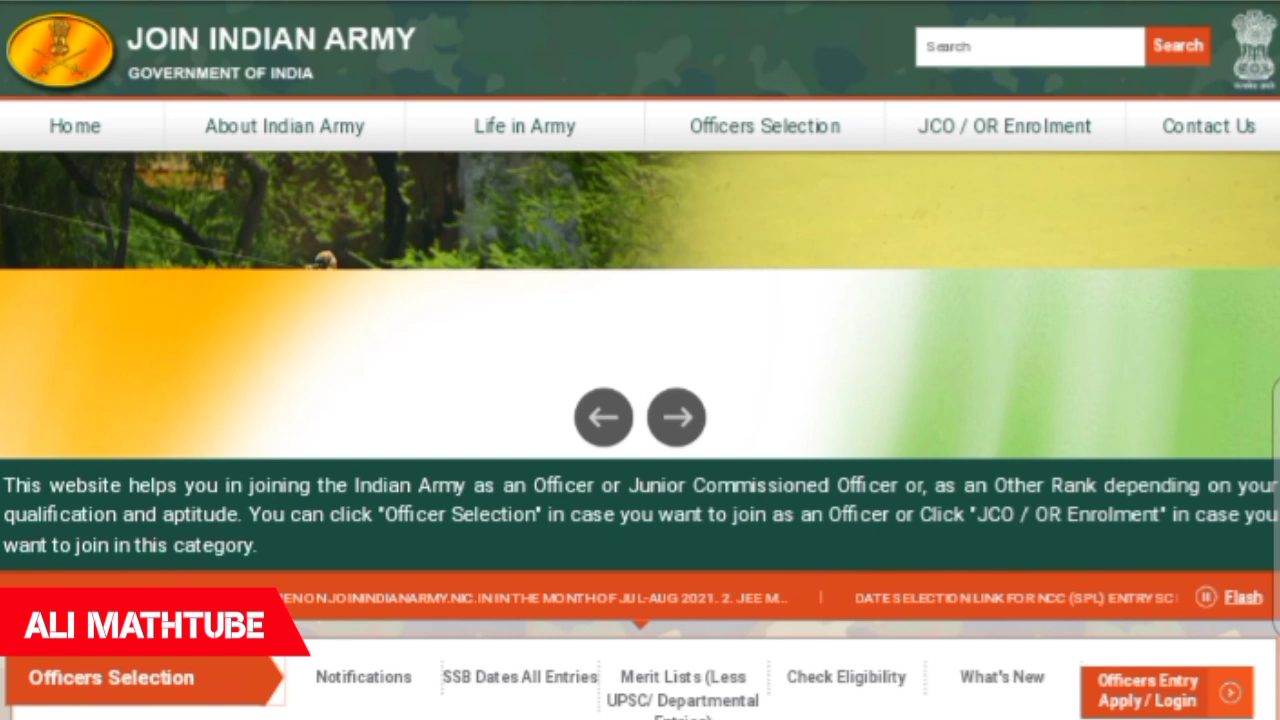 JOIN INDIAN ARMY
GOVERNMENT OF INDIA
Search
Search
Home
About Indian Army
Life in Army
Officers Selection
JCO / OR Enrolment
Contact Us
This website helps you in joining the Indian Army as an Officer or Junior Commissioned Officer or, as an Other Rank depending on your
qualification and aptitude. You can click "Officer Selection" in case you want to join as an Officer or Click "JCO / OR Enrolment" in case you
want to join in this category.
EN ON JOININDIANARMY.NIC.IN IN THE MONTH OF JUL-AUG 2021. 2. JEE M... | DATE SELECTION LINK FOR NCC (SPL) ENTRY SC
Flash
ALI MATHTUBE
Officers Selection
Notifications
SSB Dates All Entries
Merit Lists (Less
UPSC/ Departmental
Entries)
Check Eligibility
What's New
Officers Entry
Apply / Login